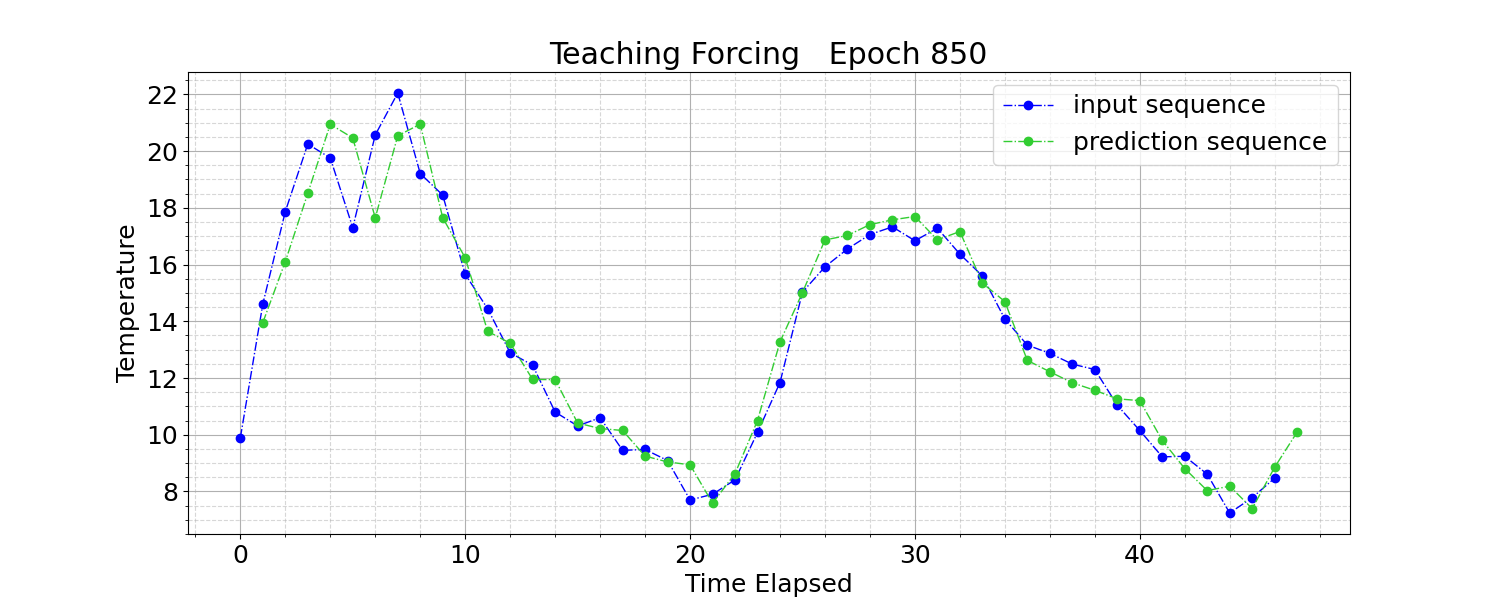 Teaching Forcing   Epoch 850
input sequence
prediction sequence
Temperature
22
20
18
16
14
12
10
8
0 10 20 30 40
Time Elapsed